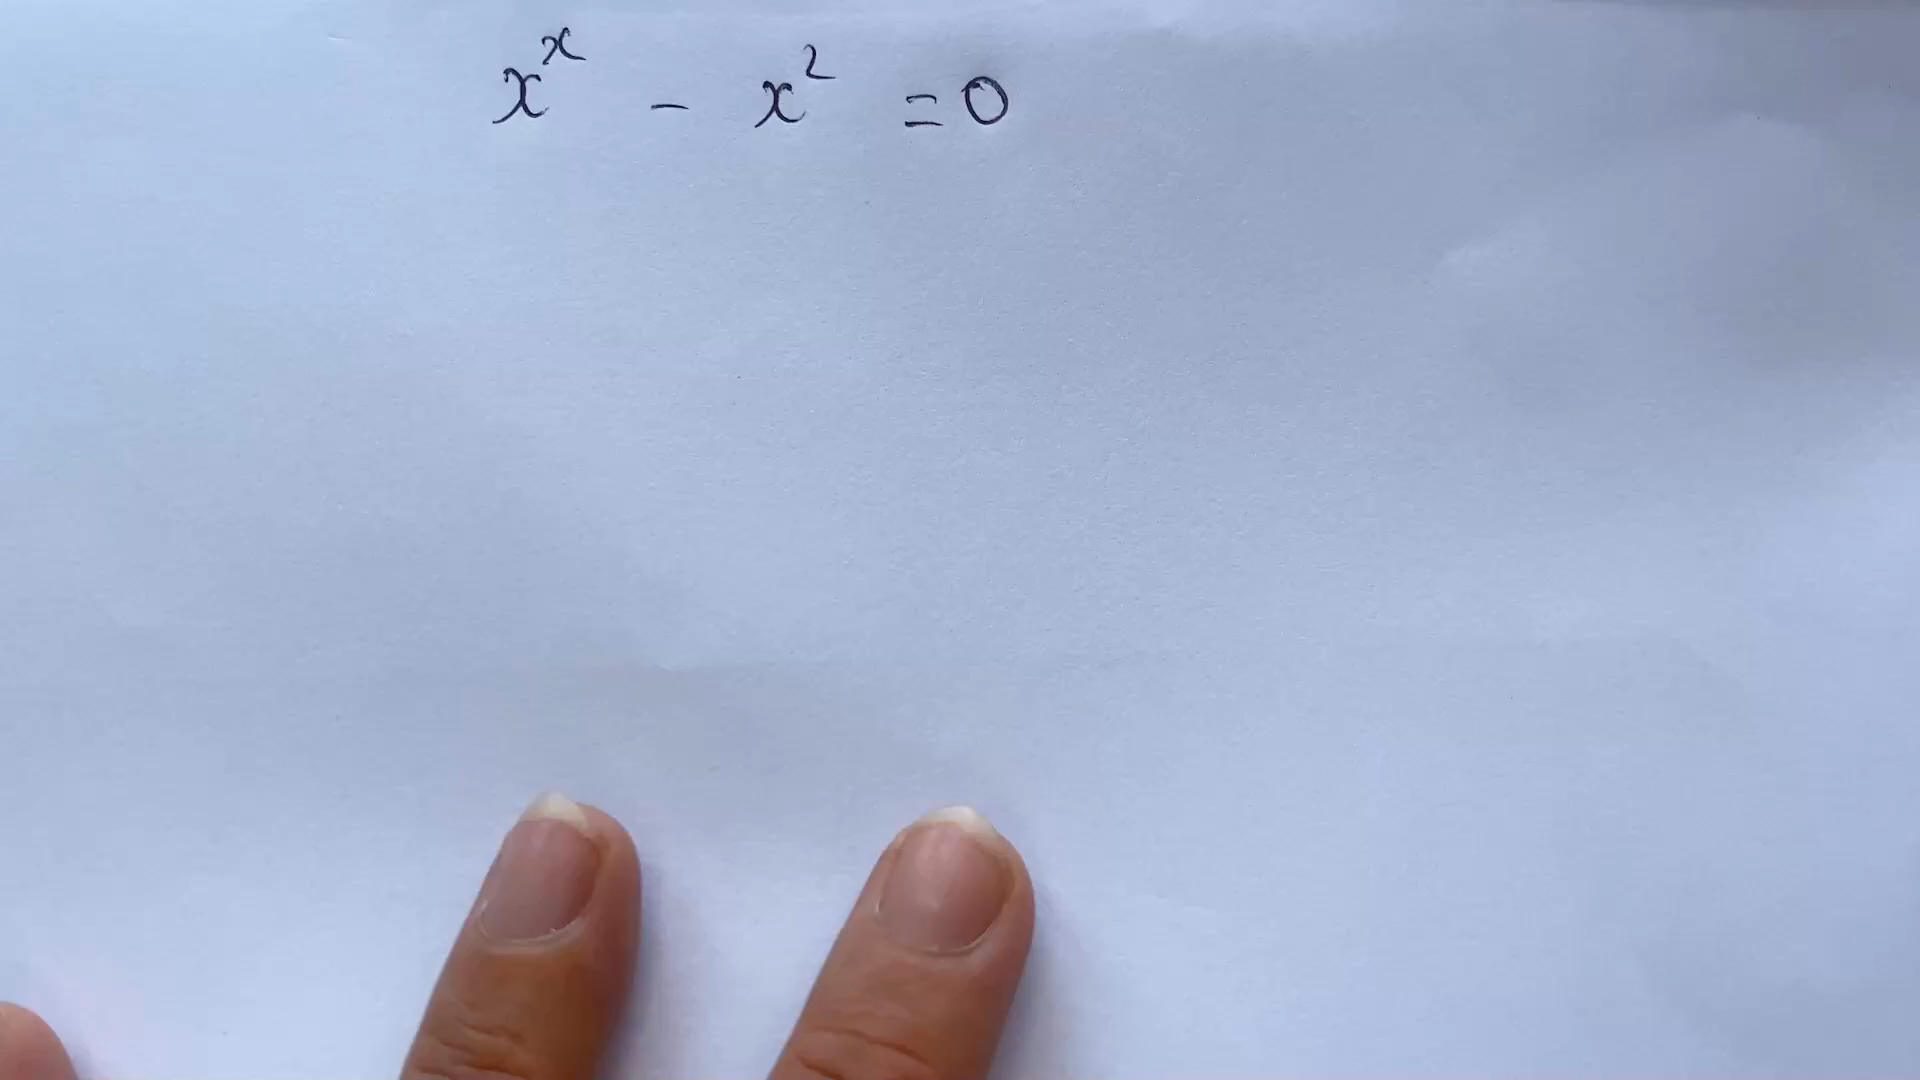 x^x - x^2 = 0